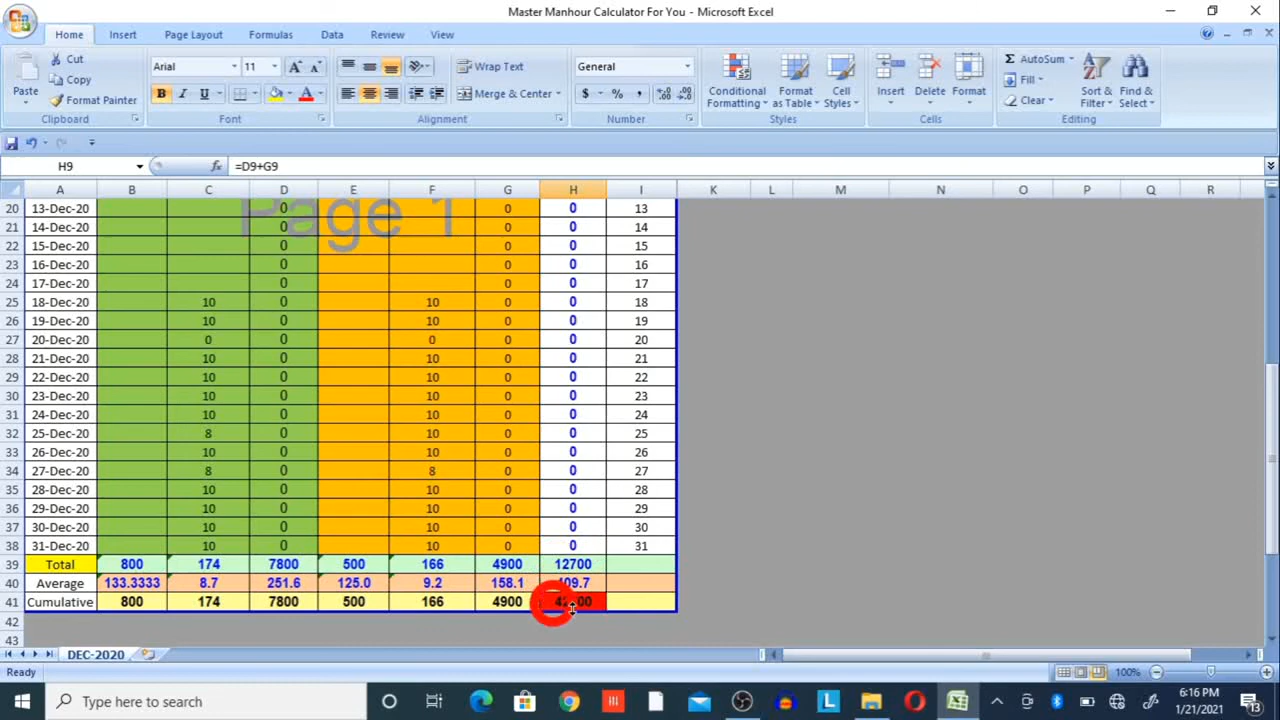 Master Manhour Calculator For You - Microsoft Excel
Home Insert Page Layout Formulas Data Review View
Paste Cut Copy Format Painter Clipboard
Arial 11 B I U Font
Wrap Text Merge & Center Alignment
General $ % , Number
Conditional Formatting Format as Table Cell Styles Styles
Insert Delete Format Cells
Σ AutoSum Fill Clear Sort & Filter Find & Select Editing
H9 fx =D9+G9
A B C D E F G H I K L M N O P Q R
Page 1
20 13-Dec-20 0 0 0 13
21 14-Dec-20 0 0 0 14
22 15-Dec-20 0 0 0 15
23 16-Dec-20 0 0 0 16
24 17-Dec-20 0 0 0 17
25 18-Dec-20 10 0 10 0 0 18
26 19-Dec-20 10 0 10 0 0 19
27 20-Dec-20 0 0 0 0 0 20
28 21-Dec-20 10 0 10 0 0 21
29 22-Dec-20 10 0 10 0 0 22
30 23-Dec-20 10 0 10 0 0 23
31 24-Dec-20 10 0 10 0 0 24
32 25-Dec-20 8 0 10 0 0 25
33 26-Dec-20 10 0 10 0 0 26
34 27-Dec-20 8 0 8 0 0 27
35 28-Dec-20 10 0 10 0 0 28
36 29-Dec-20 10 0 10 0 0 29
37 30-Dec-20 10 0 10 0 0 30
38 31-Dec-20 10 0 10 0 0 31
39 Total 800 174 7800 500 166 4900 12700
40 Average 133.3333 8.7 251.6 125.0 9.2 158.1
41 Cumulative 800 174 7800 500 166 4900
42
43
DEC-2020
Ready 100%
Type here to search 6:16 PM
1/21/2021 13